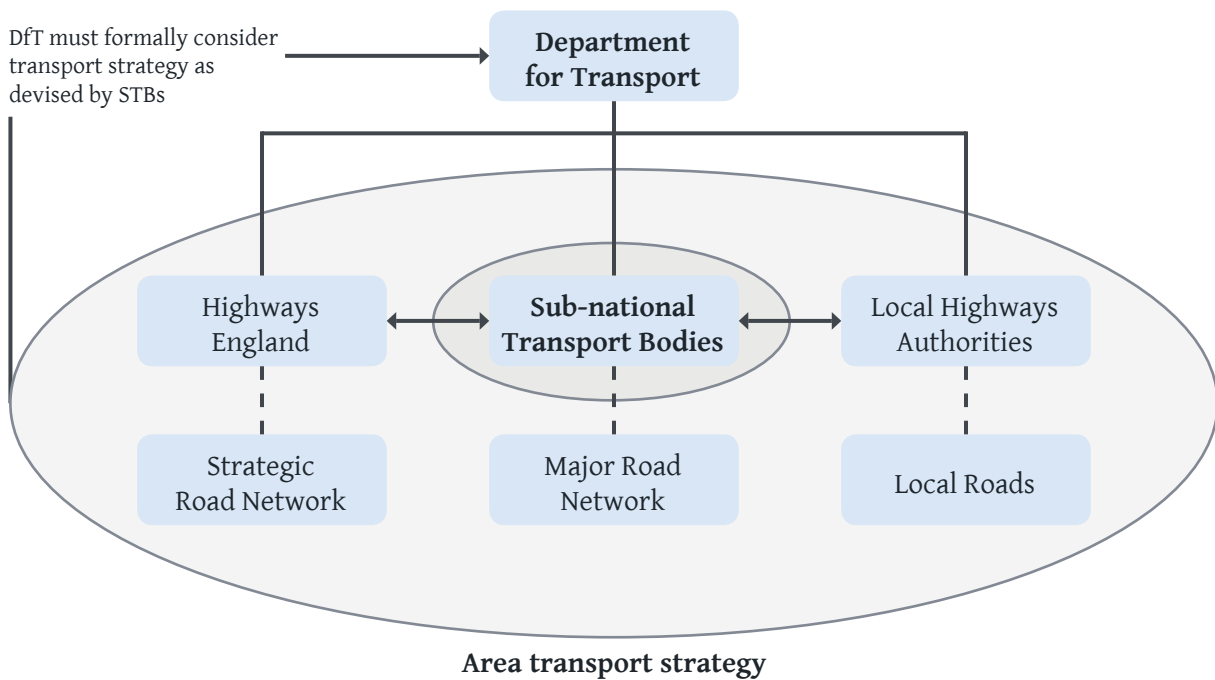 DfT must formally consider
transport strategy as
devised by STBs
Department
for Transport
Highways
England
Sub-national
Transport Bodies
Local Highways
Authorities
Strategic
Road Network
Major Road
Network
Local Roads
Area transport strategy